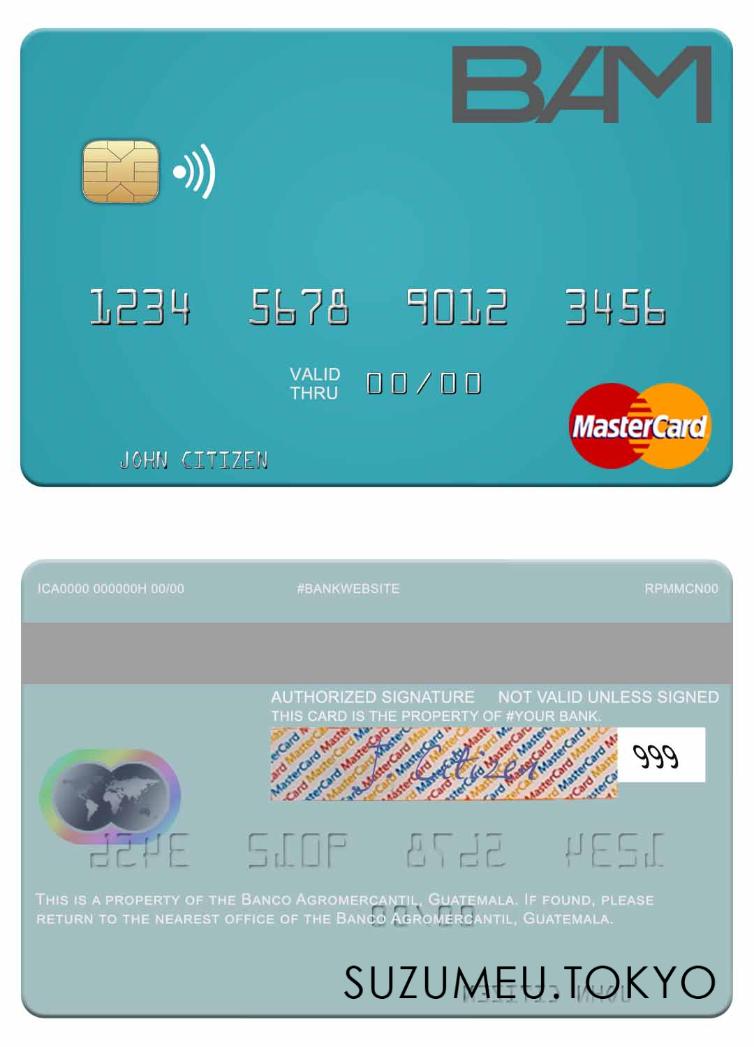 BAM
1234 5678 9012 3456
VALID THRU 00/00
MasterCard
JOHN CITIZEN
ICA0000 000000H 00/00 #BANKWEBSITE RPMMCN00
AUTHORIZED SIGNATURE NOT VALID UNLESS SIGNED
THIS CARD IS THE PROPERTY OF #YOUR BANK.
J. Citizen 999
THIS IS A PROPERTY OF THE BANCO AGROMERCANTIL, GUATEMALA. IF FOUND, PLEASE
RETURN TO THE NEAREST OFFICE OF THE BANCO AGROMERCANTIL, GUATEMALA.
SUZUMEU.TOKYO